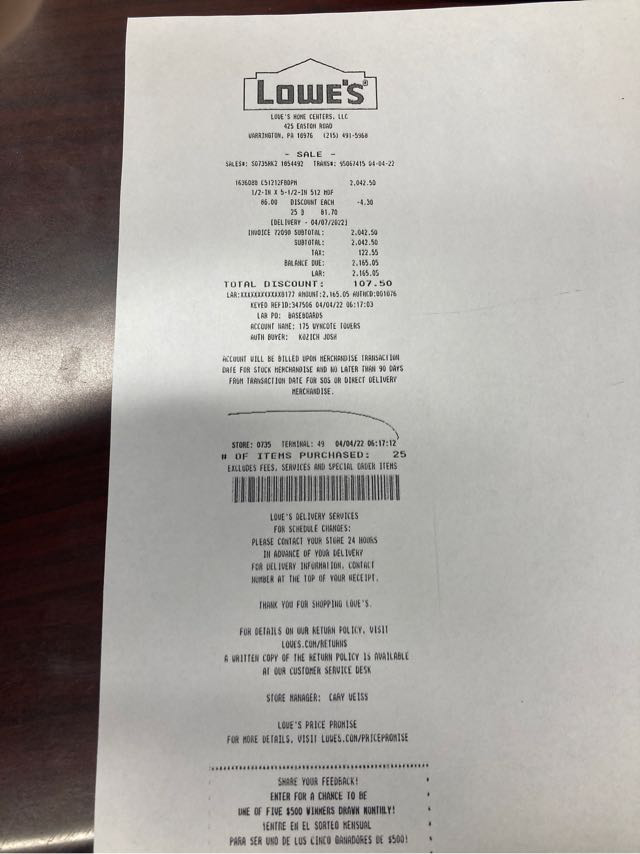 LOWE'S
LOWE'S HOME CENTERS, LLC
425 EASTON ROAD
WARRINGTON, PA 18976 (215) 491-5968
- SALE -
SALES#: S0735RK2 1854492 TRANS#: 95067415 04-04-22
163608D C51212FBDPM 2,042.50
1/2-IN X 5-1/2-IN 512 MDF
86.00 DISCOUNT EACH -4.30
25 @ 81.70
[DELIVERY - 04/07/2022]
INVOICE 72090 SUBTOTAL: 2,042.50
SUBTOTAL: 2,042.50
TAX: 122.55
BALANCE DUE: 2,165.05
LAR: 2,165.05
TOTAL DISCOUNT: 107.50
LAR:XXXXXXXXXXXX0177 AMOUNT:2,165.05 AUTHCD:001076
KEYED REFID:347506 04/04/22 06:17:03
LAR PO: BASEBOARDS
ACCOUNT NAME: 175 WYNCOTE TOWERS
AUTH BUYER: KOZICH JOSH
ACCOUNT WILL BE BILLED UPON MERCHANDISE TRANSACTION
DATE FOR STOCK MERCHANDISE AND NO LATER THAN 90 DAYS
FROM TRANSACTION DATE FOR SOS OR DIRECT DELIVERY
MERCHANDISE.
STORE: 0735 TERMINAL: 49 04/04/22 06:17:12
# OF ITEMS PURCHASED: 25
EXCLUDES FEES, SERVICES AND SPECIAL ORDER ITEMS
LOWE'S DELIVERY SERVICES
FOR SCHEDULE CHANGES:
PLEASE CONTACT YOUR STORE 24 HOURS
IN ADVANCE OF YOUR DELIVERY
FOR DELIVERY INFORMATION, CONTACT
NUMBER AT THE TOP OF YOUR RECEIPT.
THANK YOU FOR SHOPPING LOWE'S.
FOR DETAILS ON OUR RETURN POLICY, VISIT
LOWES.COM/RETURNS
A WRITTEN COPY OF THE RETURN POLICY IS AVAILABLE
AT OUR CUSTOMER SERVICE DESK
STORE MANAGER: CARY WEISS
LOWE'S PRICE PROMISE
FOR MORE DETAILS, VISIT LOWES.COM/PRICEPROMISE
SHARE YOUR FEEDBACK!
ENTER FOR A CHANCE TO BE
ONE OF FIVE $500 WINNERS DRAWN MONTHLY!
¡ENTRE EN EL SORTEO MENSUAL
PARA SER UNO DE LOS CINCO GANADORES DE $500!